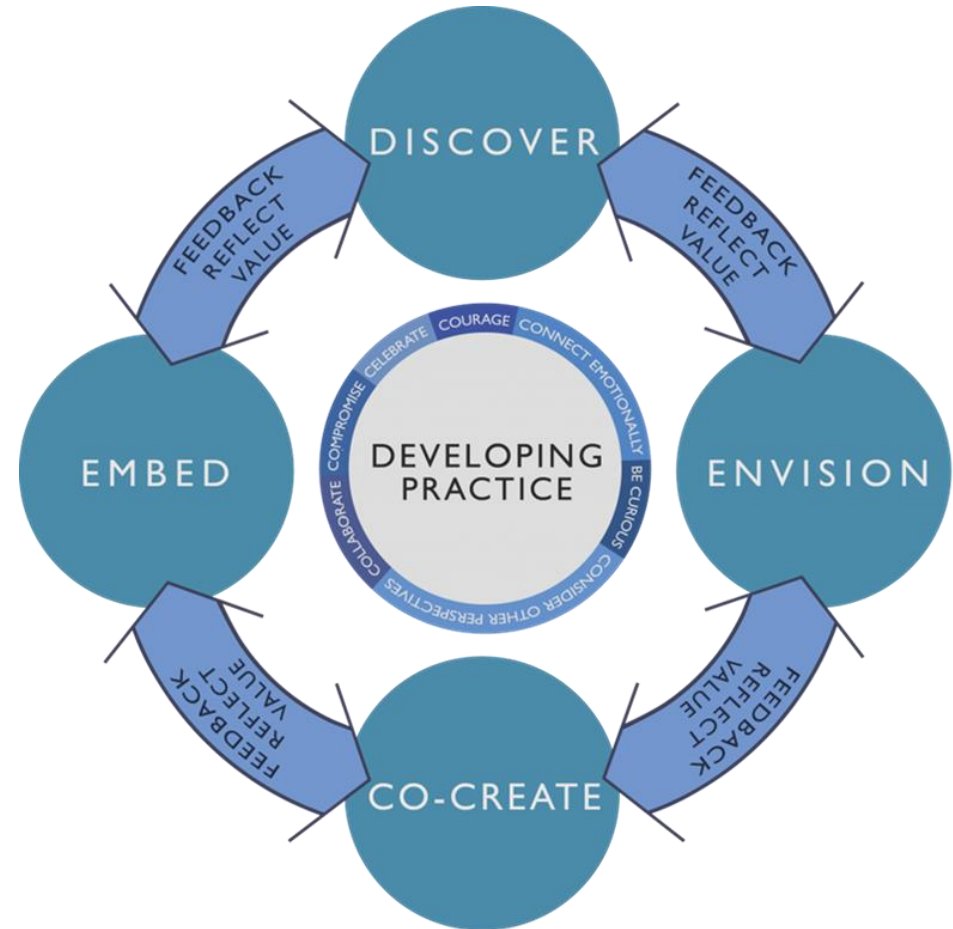 DISCOVER
FEEDBACK
REFLECT
VALUE
FEEDBACK
REFLECT
VALUE
COURAGE
CONNECT EMOTIONALLY
BE CURIOUS
CONSIDER OTHER PERSPECTIVES
COLLABORATE
COMPROMISE
CELEBRATE
EMBED
DEVELOPING
PRACTICE
ENVISION
FEEDBACK
REFLECT
VALUE
FEEDBACK
REFLECT
VALUE
CO-CREATE